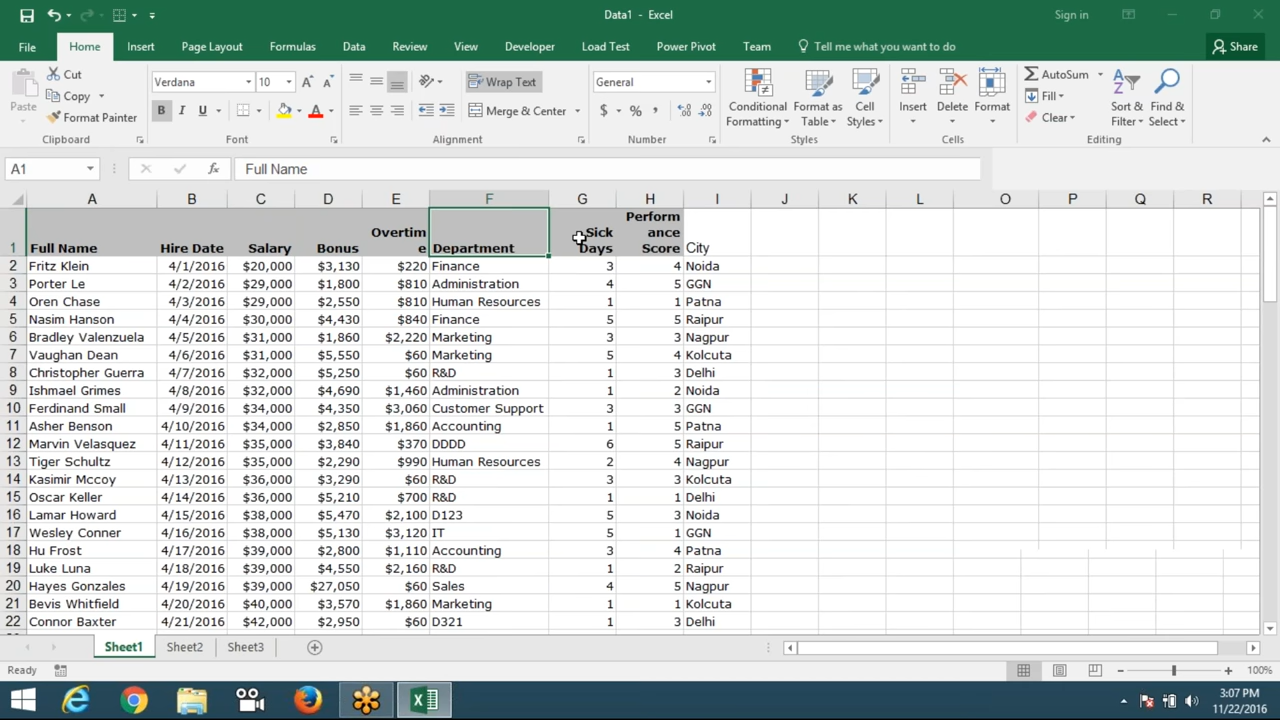 Data1 - Excel
Sign in
File Home Insert Page Layout Formulas Data Review View Developer Load Test Power Pivot Team Tell me what you want to do Share
Paste
Cut
Copy
Format Painter
Clipboard
Verdana 10
B I U A
Font
Wrap Text
Merge & Center
Alignment
General
$ % ,
Number
Conditional Formatting
Format as Table
Cell Styles
Styles
Insert
Delete
Format
Cells
AutoSum
Fill
Clear
Sort & Filter
Find & Select
Editing
A1 fx Full Name
A B C D E F G H I J K L O P Q R
1 Full Name Hire Date Salary Bonus Overtime Department Sick Days Performance Score City
2 Fritz Klein 4/1/2016 $20,000 $3,130 $220 Finance 3 4 Noida
3 Porter Le 4/2/2016 $29,000 $1,800 $810 Administration 4 5 GGN
4 Oren Chase 4/3/2016 $29,000 $2,550 $810 Human Resources 1 1 Patna
5 Nasim Hanson 4/4/2016 $30,000 $4,430 $840 Finance 5 5 Raipur
6 Bradley Valenzuela 4/5/2016 $31,000 $1,860 $2,220 Marketing 3 3 Nagpur
7 Vaughan Dean 4/6/2016 $31,000 $5,550 $60 Marketing 5 4 Kolcuta
8 Christopher Guerra 4/7/2016 $32,000 $5,250 $60 R&D 1 3 Delhi
9 Ishmael Grimes 4/8/2016 $32,000 $4,690 $1,460 Administration 1 2 Noida
10 Ferdinand Small 4/9/2016 $34,000 $4,350 $3,060 Customer Support 3 3 GGN
11 Asher Benson 4/10/2016 $34,000 $2,850 $1,860 Accounting 1 5 Patna
12 Marvin Velasquez 4/11/2016 $35,000 $3,840 $370 DDDD 6 5 Raipur
13 Tiger Schultz 4/12/2016 $35,000 $2,290 $990 Human Resources 2 4 Nagpur
14 Kasimir Mccoy 4/13/2016 $36,000 $3,290 $60 R&D 3 3 Kolcuta
15 Oscar Keller 4/14/2016 $36,000 $5,210 $700 R&D 1 1 Delhi
16 Lamar Howard 4/15/2016 $38,000 $5,470 $2,100 D123 5 3 Noida
17 Wesley Conner 4/16/2016 $38,000 $5,130 $3,120 IT 5 1 GGN
18 Hu Frost 4/17/2016 $39,000 $2,800 $1,110 Accounting 3 4 Patna
19 Luke Luna 4/18/2016 $39,000 $4,550 $2,160 R&D 1 2 Raipur
20 Hayes Gonzales 4/19/2016 $39,000 $27,050 $60 Sales 4 5 Nagpur
21 Bevis Whitfield 4/20/2016 $40,000 $3,570 $1,860 Marketing 1 1 Kolcuta
22 Connor Baxter 4/21/2016 $42,000 $2,950 $60 D321 1 3 Delhi
Sheet1 Sheet2 Sheet3
Ready 100%
3:07 PM
11/22/2016